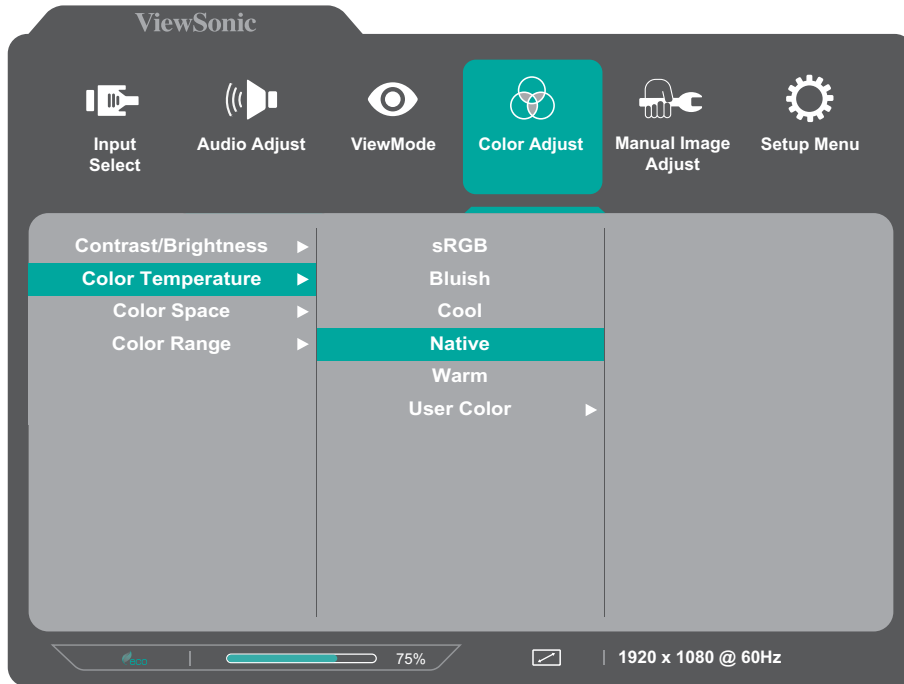 ViewSonic
Input
Select
Audio Adjust
ViewMode
Color Adjust
Manual Image
Adjust
Setup Menu
Contrast/Brightness ▶
Color Temperature ▶
Color Space ▶
Color Range ▶
sRGB
Bluish
Cool
Native
Warm
User Color ▶
eco
75%
1920 x 1080 @ 60Hz